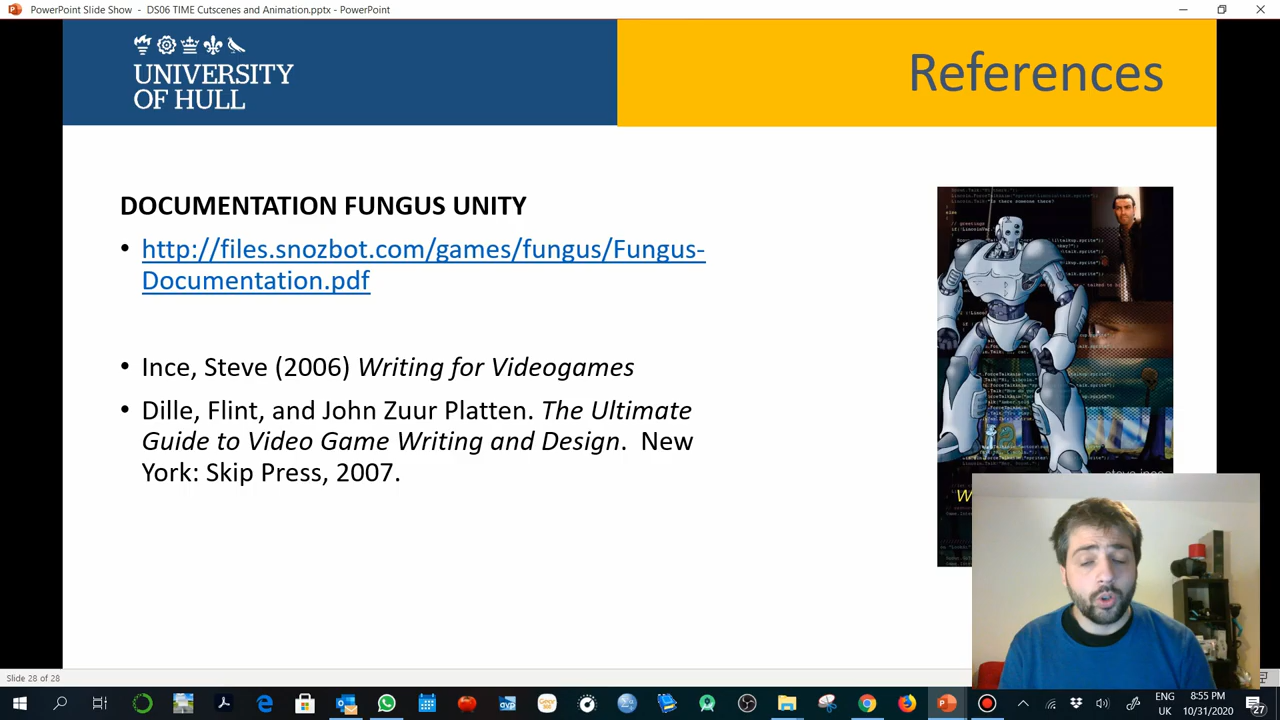 PowerPoint Slide Show - DS06 TIME Cutscenes and Animation.pptx - PowerPoint
UNIVERSITY
OF HULL
References
DOCUMENTATION FUNGUS UNITY
• http://files.snozbot.com/games/fungus/Fungus-
Documentation.pdf
• Ince, Steve (2006) Writing for Videogames
• Dille, Flint, and John Zuur Platten. The Ultimate
Guide to Video Game Writing and Design. New
York: Skip Press, 2007.
steve ince
Slide 28 of 28
ENG
UK
8:55 PM
10/31/2020
27